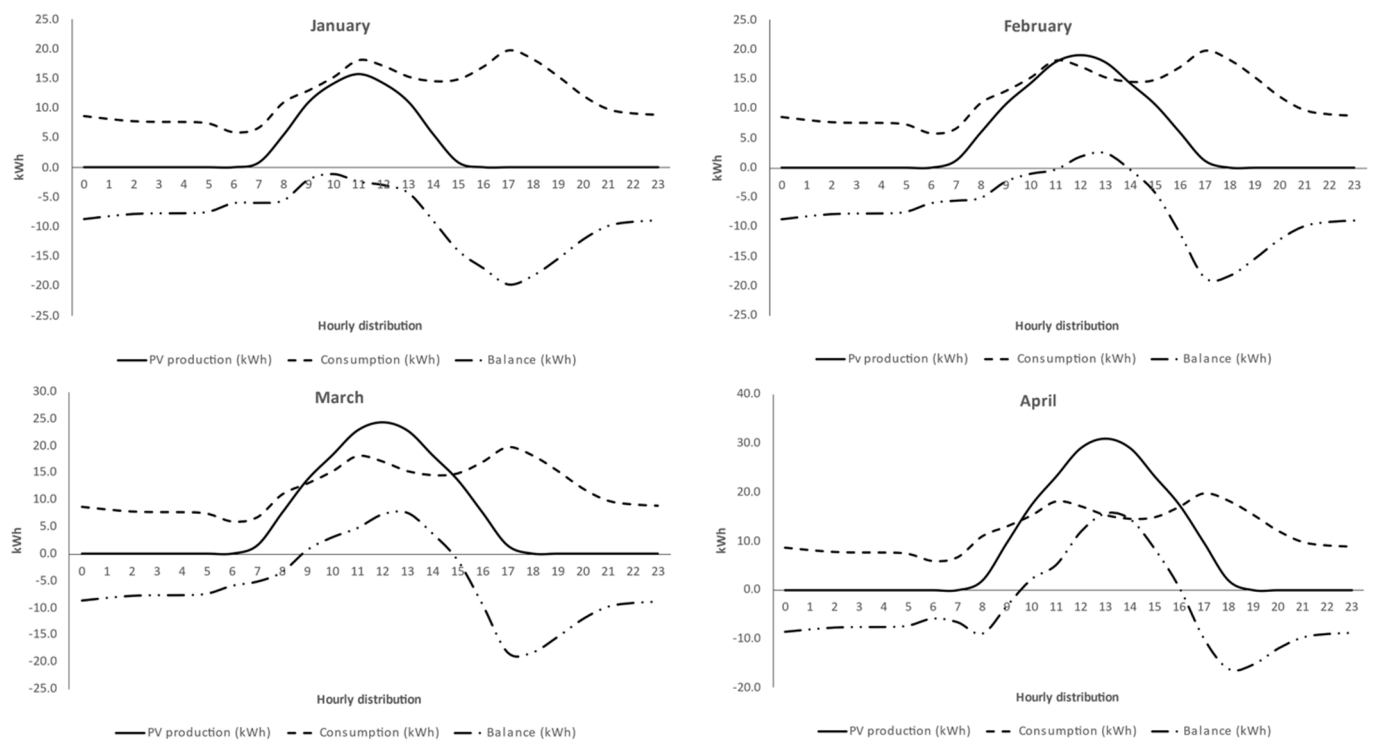 January
25.0
20.0
15.0
10.0
5.0
0.0
-5.0
-10.0
-15.0
-20.0
-25.0
kWh
0 1 2 3 4 5 6 7 8 9 10 11 12 13 14 15 16 17 18 19 20 21 22 23
Hourly distribution
PV production (kWh) Consumption (kWh) Balance (kWh)
February
25.0
20.0
15.0
10.0
5.0
0.0
-5.0
-10.0
-15.0
-20.0
-25.0
kWh
0 1 2 3 4 5 6 7 8 9 10 11 12 13 14 15 16 17 18 19 20 21 22 23
Hourly distribution
Pv production (kWh) Consumption (kWh) Balance (kWh)
March
30.0
25.0
20.0
15.0
10.0
5.0
0.0
-5.0
-10.0
-15.0
-20.0
-25.0
kWh
0 1 2 3 4 5 6 7 8 9 10 11 12 13 14 15 16 17 18 19 20 21 22 23
Hourly distribution
PV production (kWh) Consumption (kWh) Balance (kWh)
April
40.0
30.0
20.0
10.0
0.0
-10.0
-20.0
kWh
0 1 2 3 4 5 6 7 8 9 10 11 12 13 14 15 16 17 18 19 20 21 22 23
Hourly distribution
PV production (kWh) Consumption (kWh) Balance (kWh)